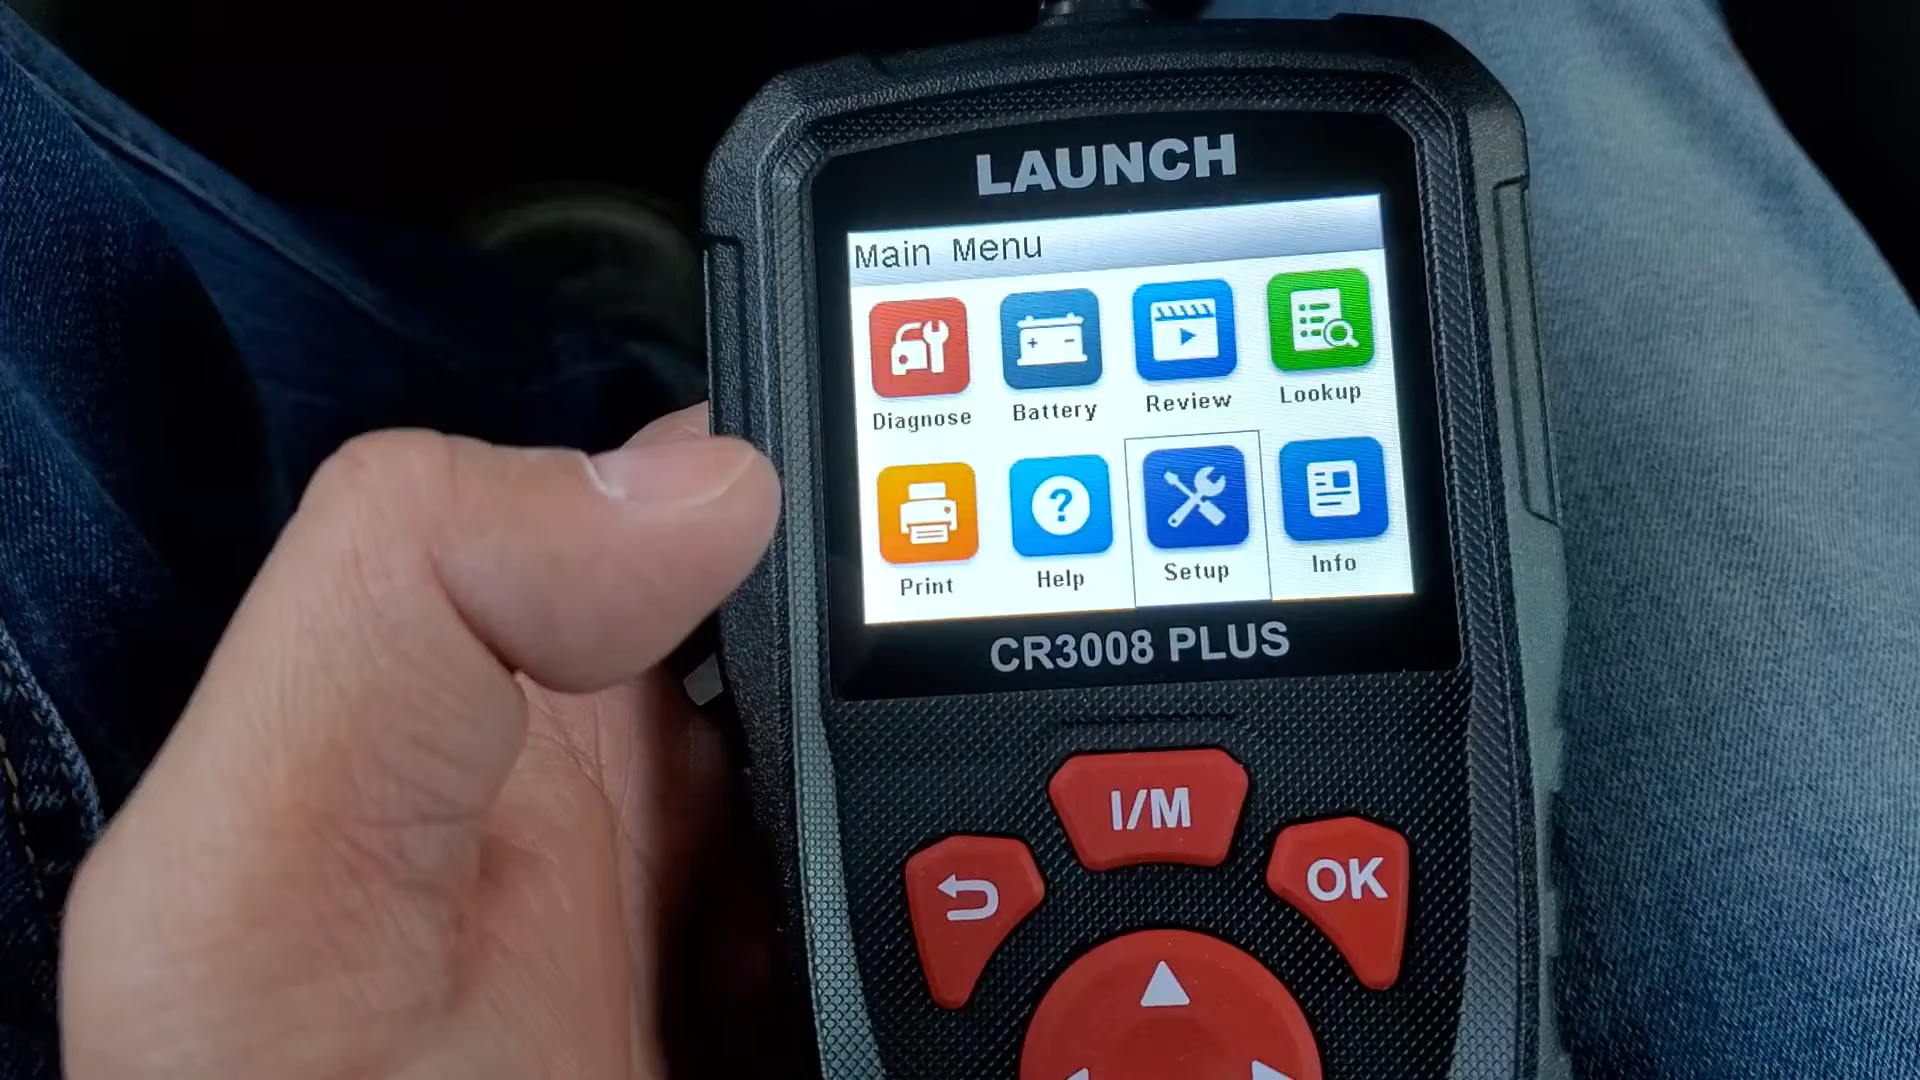 LAUNCH
Main Menu
Diagnose Battery Review Lookup
Print Help Setup Info
CR3008 PLUS
I/M
OK